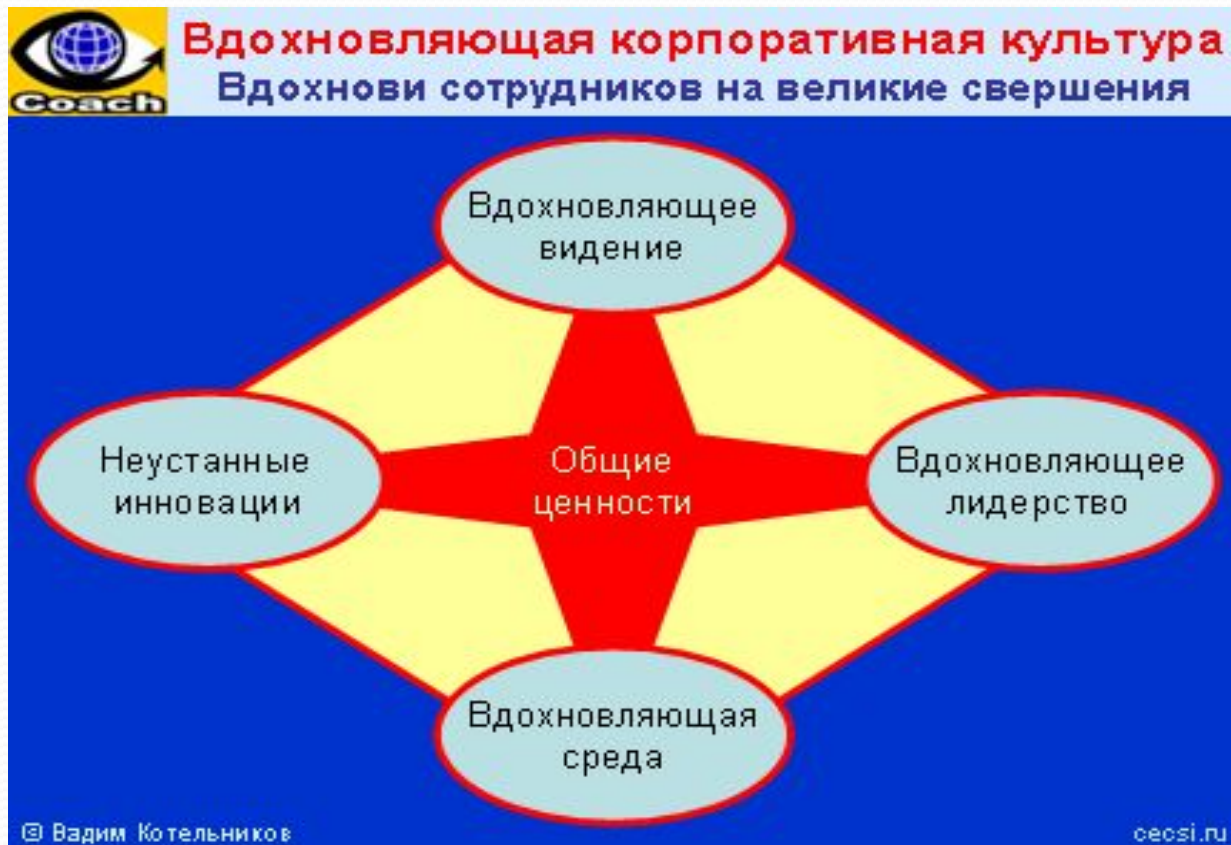 Coach
Вдохновляющая корпоративная культура
Вдохнови сотрудников на великие свершения
Вдохновляющее
видение
Неустанные
инновации
Общие
ценности
Вдохновляющее
лидерство
Вдохновляющая
среда
© Вадим Котельников
cecsi.ru